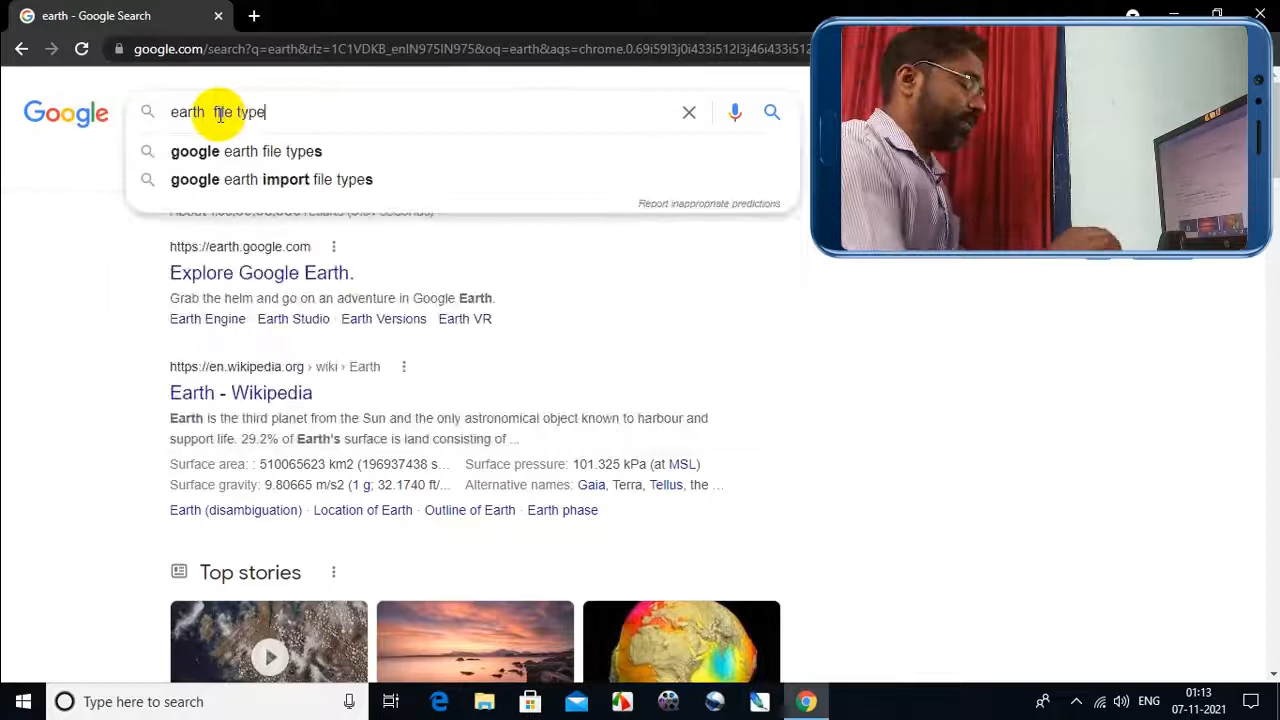 earth - Google Search
google.com/search?q=earth&rlz=1C1VDKB_enIN975IN975&oq=earth&aqs=chrome.0.69i59l3j0i433i512l3j46i433i512
Google
earth  file type
google earth file types
google earth import file types
Report inappropriate predictions
https://earth.google.com
Explore Google Earth.
Grab the helm and go on an adventure in Google Earth.
Earth Engine · Earth Studio · Earth Versions · Earth VR
https://en.wikipedia.org › wiki › Earth
Earth - Wikipedia
Earth is the third planet from the Sun and the only astronomical object known to harbour and
support life. 29.2% of Earth's surface is land consisting of ...
Surface area: : 510065623 km2 (196937438 s... Surface pressure: 101.325 kPa (at MSL)
Surface gravity: 9.80665 m/s2 (1 g; 32.1740 ft/... Alternative names: Gaia, Terra, Tellus, the ...
Earth (disambiguation) · Location of Earth · Outline of Earth · Earth phase
Top stories
Type here to search
ENG
01:13
07-11-2021